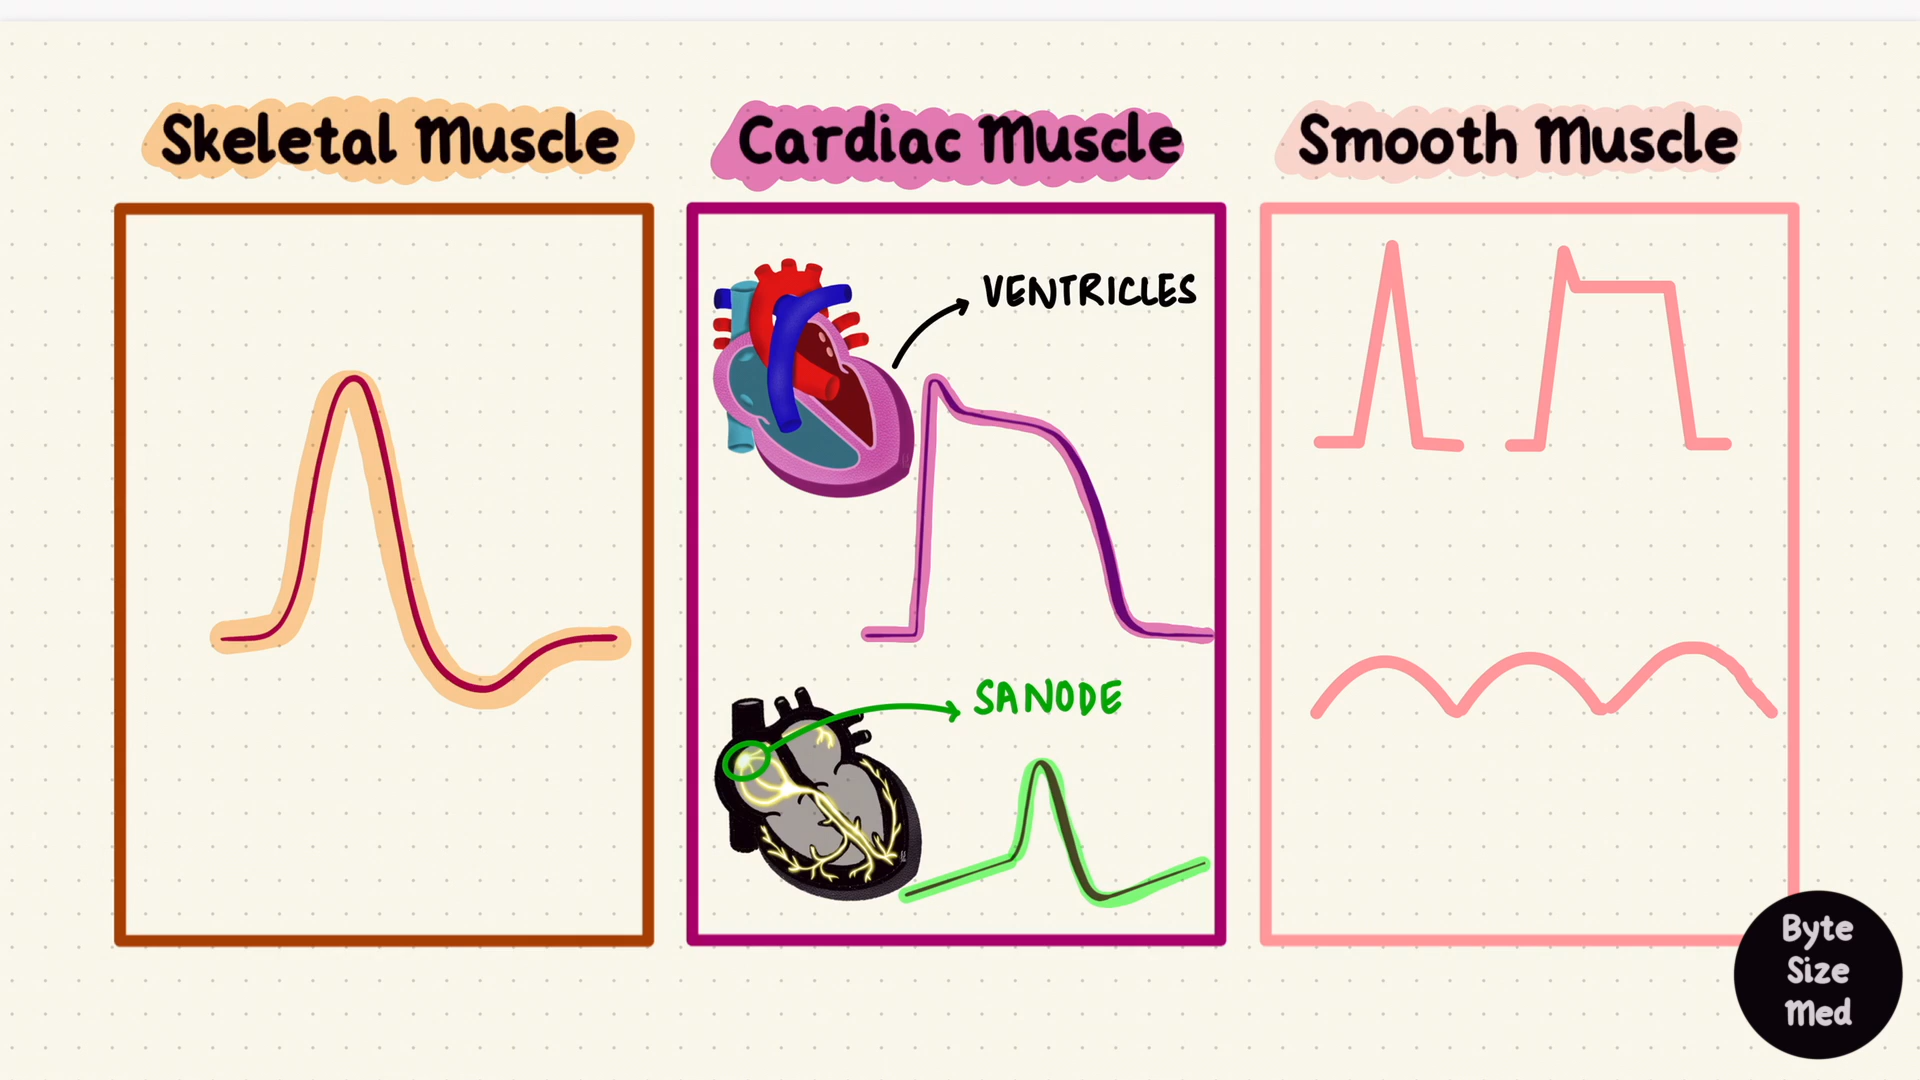 Skeletal Muscle
Cardiac Muscle
Smooth Muscle
VENTRICLES
SANODE
Byte
Size
Med